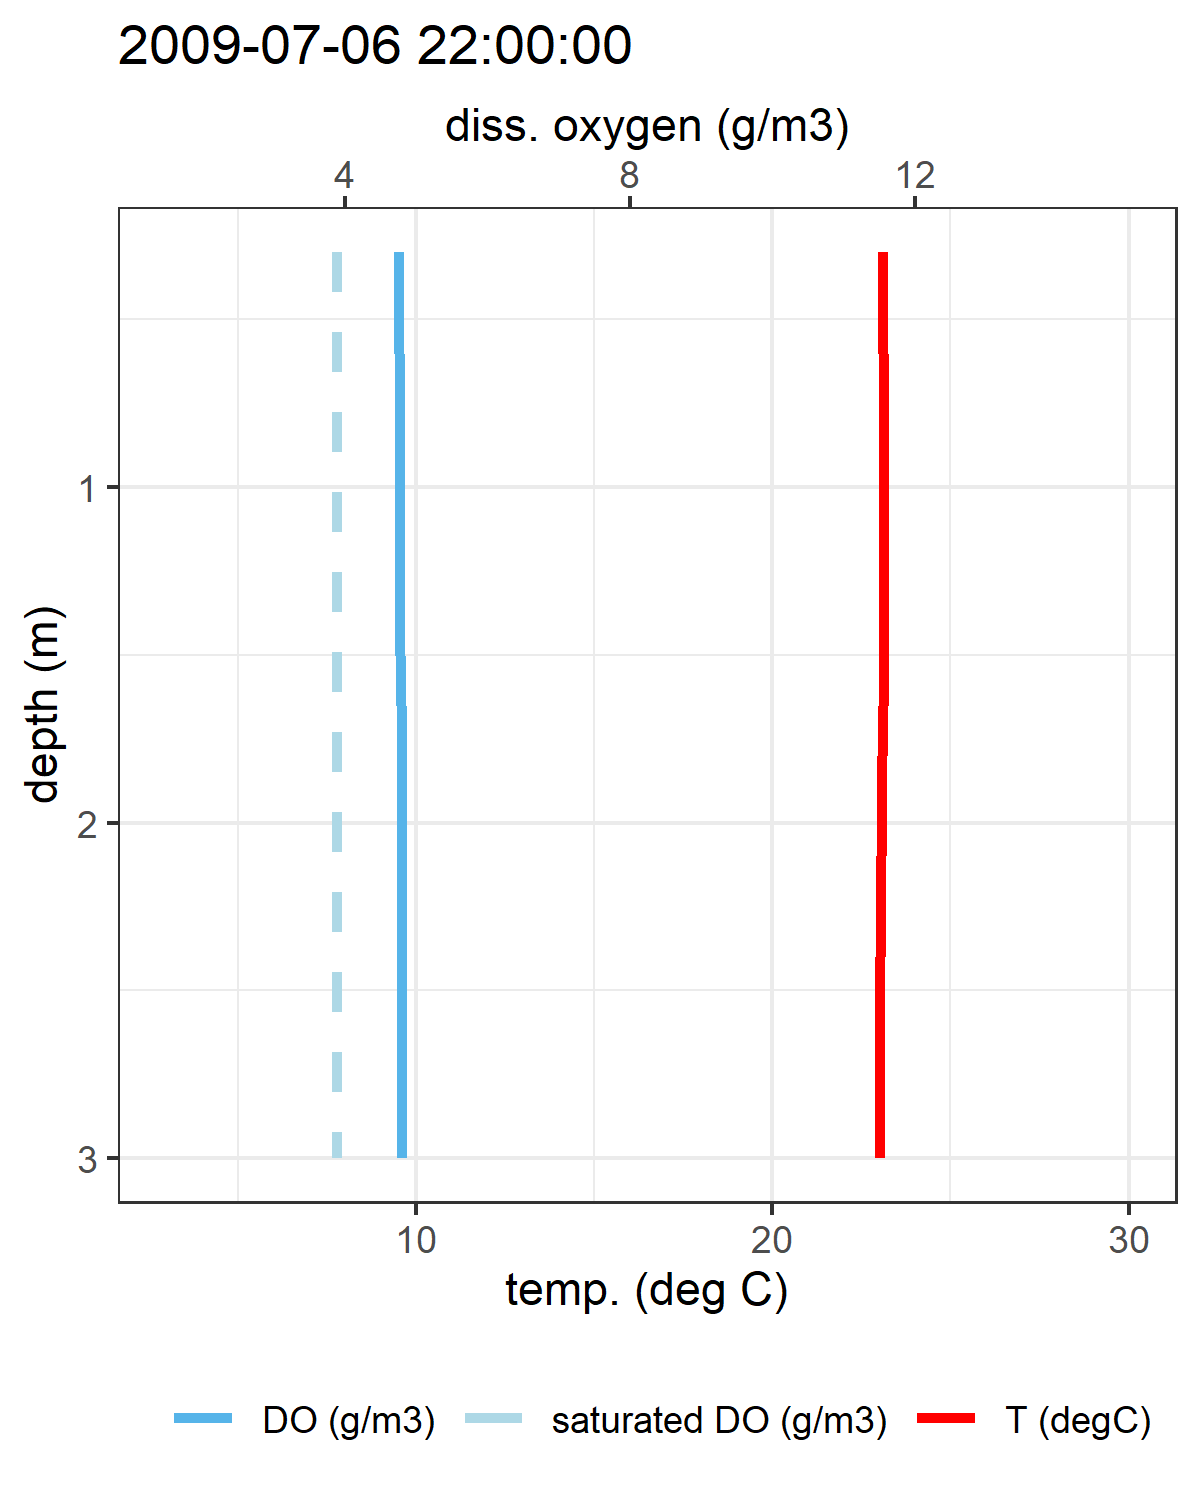 2009-07-06 22:00:00
diss. oxygen (g/m3)
4 8 12
depth (m)
1
2
3
10 20 30
temp. (deg C)
DO (g/m3) saturated DO (g/m3) T (degC)